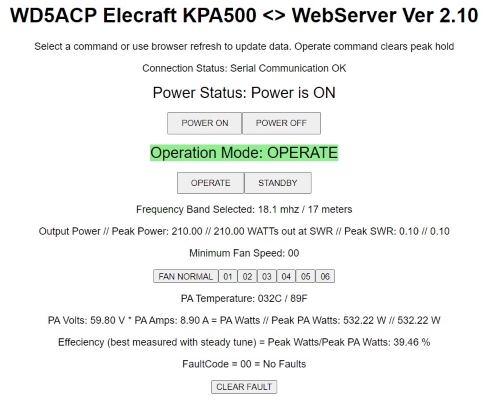 WD5ACP Elecraft KPA500 <> WebServer Ver 2.10
Select a command or use browser refresh to update data. Operate command clears peak hold
Connection Status: Serial Communication OK
Power Status: Power is ON
POWER ON POWER OFF
Operation Mode: OPERATE
OPERATE STANDBY
Frequency Band Selected: 18.1 mhz / 17 meters
Output Power // Peak Power: 210.00 // 210.00 WATTs out at SWR // Peak SWR: 0.10 // 0.10
Minimum Fan Speed: 00
FAN NORMAL 01 02 03 04 05 06
PA Temperature: 032C / 89F
PA Volts: 59.80 V * PA Amps: 8.90 A = PA Watts // Peak PA Watts: 532.22 W // 532.22 W
Effeciency (best measured with steady tune) = Peak Watts/Peak PA Watts: 39.46 %
FaultCode = 00 = No Faults
CLEAR FAULT